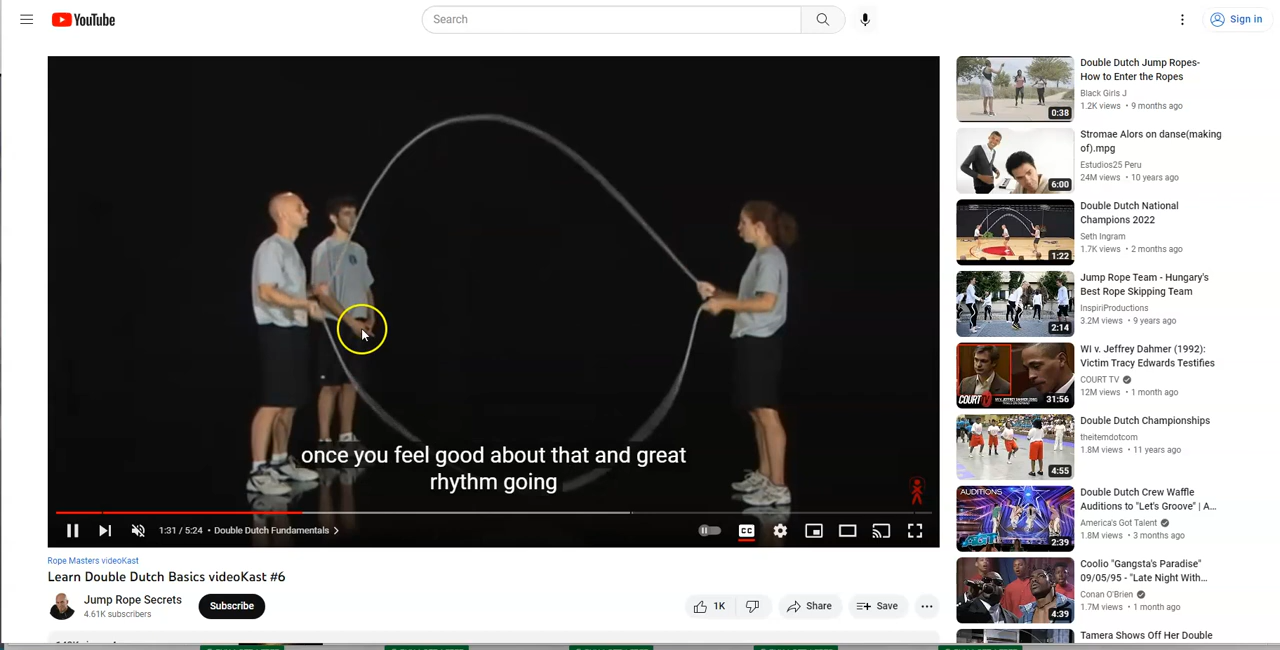 YouTube
Search
Sign in
once you feel good about that and great
rhythm going
1:31 / 5:24 • Double Dutch Fundamentals
CC
Rope Masters videoKast
Learn Double Dutch Basics videoKast #6
Jump Rope Secrets
4.61K subscribers
Subscribe
1K
Share
Save
Double Dutch Jump Ropes-
How to Enter the Ropes
Black Girls J
1.2K views • 9 months ago
0:38
Stromae Alors on danse(making
of).mpg
Estudios25 Peru
24M views • 10 years ago
6:00
Double Dutch National
Champions 2022
Seth Ingram
1.7K views • 2 months ago
1:22
Jump Rope Team - Hungary's
Best Rope Skipping Team
InspiriProductions
3.2M views • 9 years ago
2:14
WI v. Jeffrey Dahmer (1992):
Victim Tracy Edwards Testifies
COURT TV
12M views • 1 month ago
COURT
31:56
Double Dutch Championships
theitemdotcom
1.8M views • 11 years ago
4:55
Double Dutch Crew Waffle
Auditions to "Let's Groove" | A...
America's Got Talent
1.8M views • 3 months ago
AUDITIONS
2:39
Coolio "Gangsta's Paradise"
09/05/95 - "Late Night With...
Conan O'Brien
1.7M views • 1 month ago
4:39
Tamera Shows Off Her Double